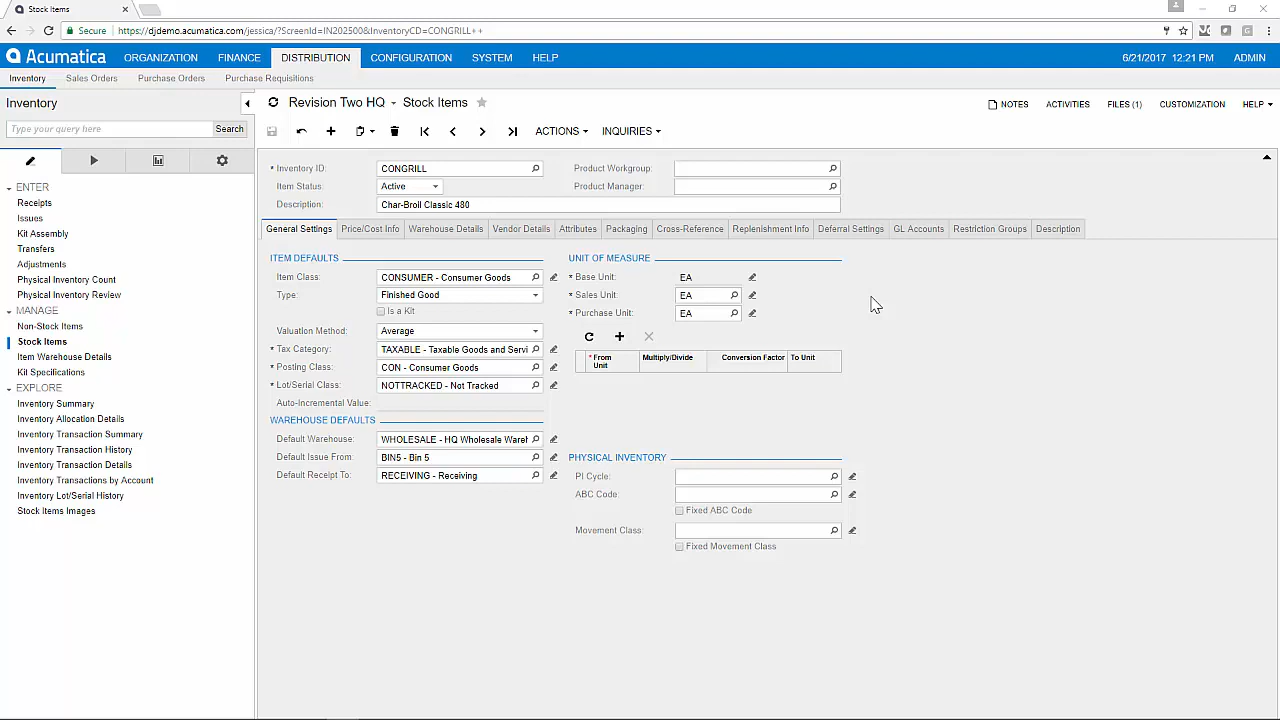 Stock Items
Secure https://djdemo.acumatica.com/jessica/?ScreenId=IN202500&InventoryCD=CONGRILL++
Acumatica ORGANIZATION FINANCE DISTRIBUTION CONFIGURATION SYSTEM HELP 6/21/2017 12:21 PM ADMIN
Inventory Sales Orders Purchase Orders Purchase Requisitions
Inventory
Revision Two HQ Stock Items
NOTES ACTIVITIES FILES (1) CUSTOMIZATION HELP
Type your query here Search
ACTIONS INQUIRIES
ENTER
Receipts
Issues
Kit Assembly
Transfers
Adjustments
Physical Inventory Count
Physical Inventory Review
MANAGE
Non-Stock Items
Stock Items
Item Warehouse Details
Kit Specifications
EXPLORE
Inventory Summary
Inventory Allocation Details
Inventory Transaction Summary
Inventory Transaction History
Inventory Transaction Details
Inventory Transactions by Account
Inventory Lot/Serial History
Stock Items Images
* Inventory ID: CONGRILL Product Workgroup:
Item Status: Active Product Manager:
Description: Char-Broil Classic 480
General Settings Price/Cost Info Warehouse Details Vendor Details Attributes Packaging Cross-Reference Replenishment Info Deferral Settings GL Accounts Restriction Groups Description
ITEM DEFAULTS
Item Class: CONSUMER - Consumer Goods
Type: Finished Good
Is a Kit
Valuation Method: Average
* Tax Category: TAXABLE - Taxable Goods and Servi
* Posting Class: CON - Consumer Goods
* Lot/Serial Class: NOTTRACKED - Not Tracked
Auto-Incremental Value:
WAREHOUSE DEFAULTS
Default Warehouse: WHOLESALE - HQ Wholesale Wareh
Default Issue From: BIN5 - Bin 5
Default Receipt To: RECEIVING - Receiving
UNIT OF MEASURE
* Base Unit: EA
* Sales Unit: EA
* Purchase Unit: EA
* From Unit Multiply/Divide Conversion Factor To Unit
PHYSICAL INVENTORY
PI Cycle:
ABC Code:
Fixed ABC Code
Movement Class:
Fixed Movement Class